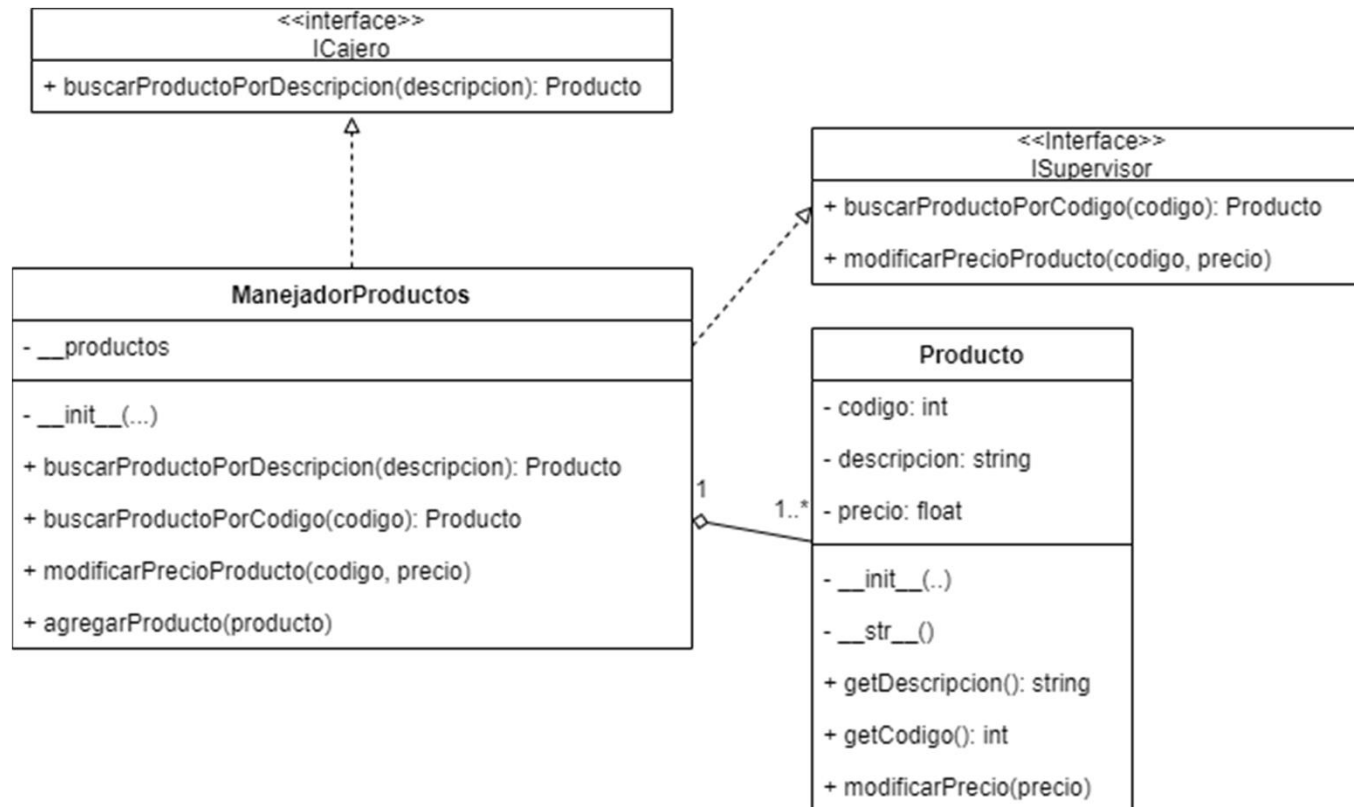 <<interface>>
ICajero
+ buscarProductoPorDescripcion(descripcion): Producto
<<Interface>>
ISupervisor
+ buscarProductoPorCodigo(codigo): Producto
+ modificarPrecioProducto(codigo, precio)
ManejadorProductos
- __productos
- __init__(...)
+ buscarProductoPorDescripcion(descripcion): Producto
+ buscarProductoPorCodigo(codigo): Producto
+ modificarPrecioProducto(codigo, precio)
+ agregarProducto(producto)
1
1..*
Producto
- codigo: int
- descripcion: string
- precio: float
- __init__(..)
- __str__()
+ getDescripcion(): string
+ getCodigo(): int
+ modificarPrecio(precio)